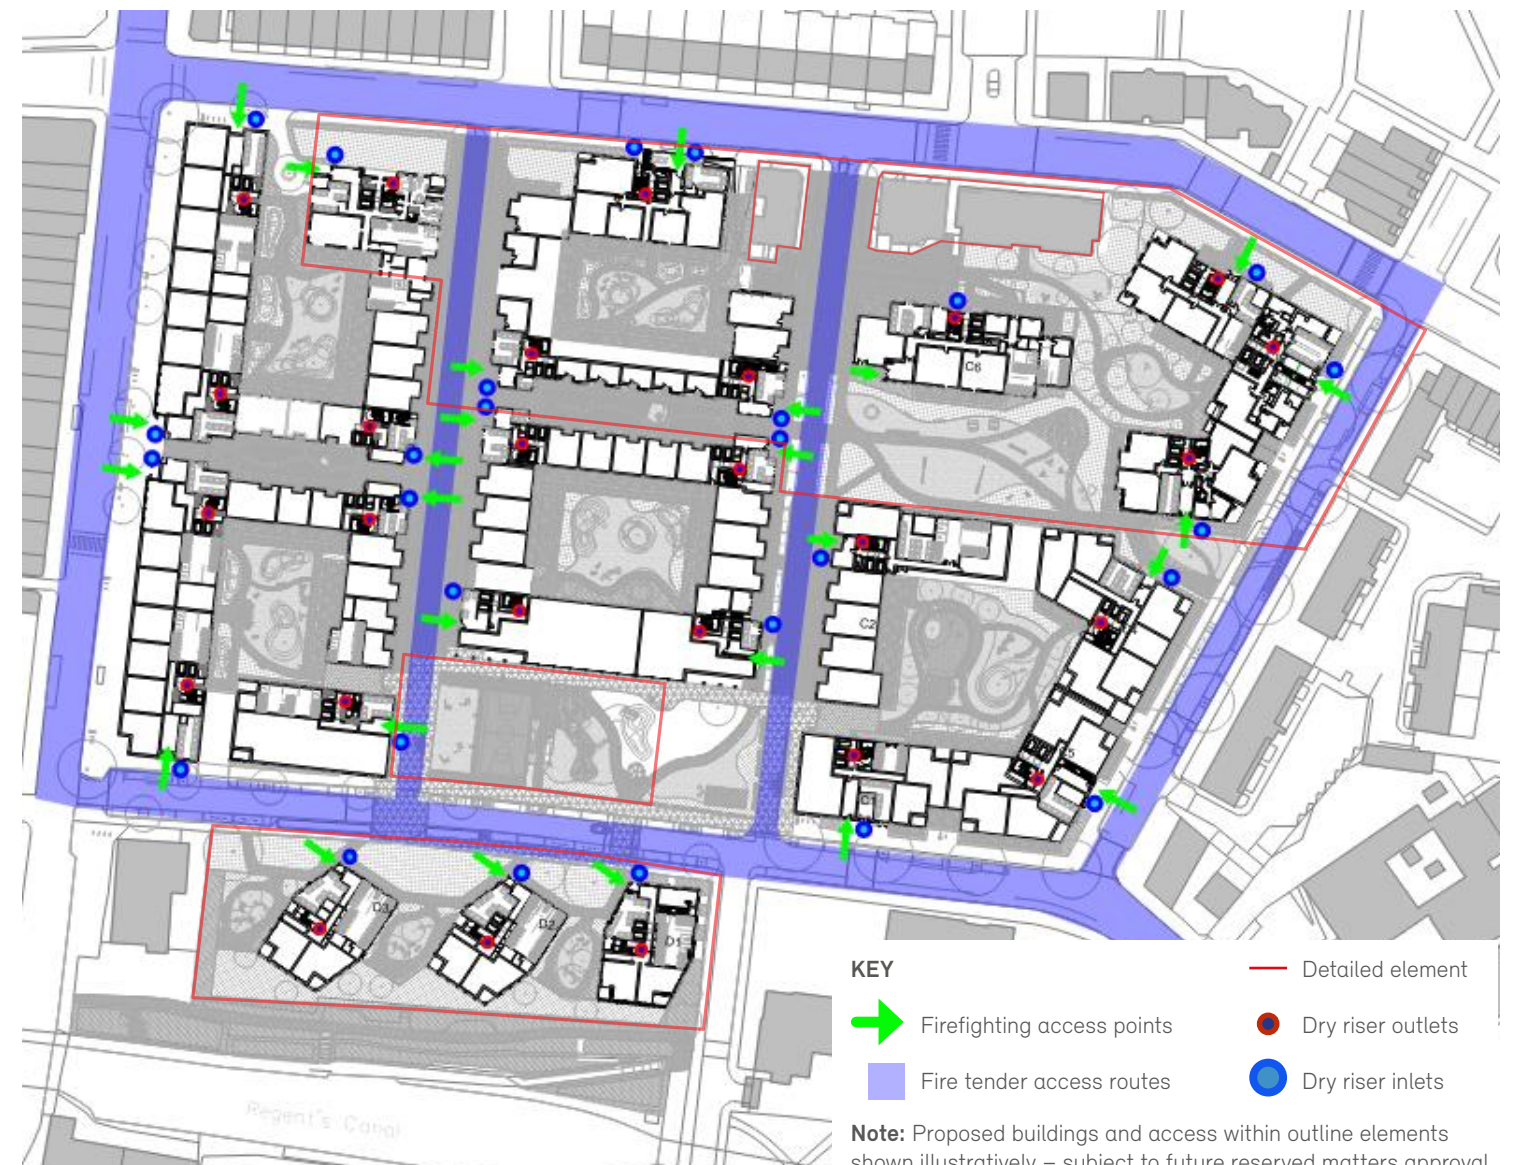 C6
C2
D3
D2
D1
KEY
Detailed element
Firefighting access points
Dry riser outlets
Fire tender access routes
Dry riser inlets
Regent's Canal
Note: Proposed buildings and access within outline elements
shown illustratively – subject to future reserved matters approval